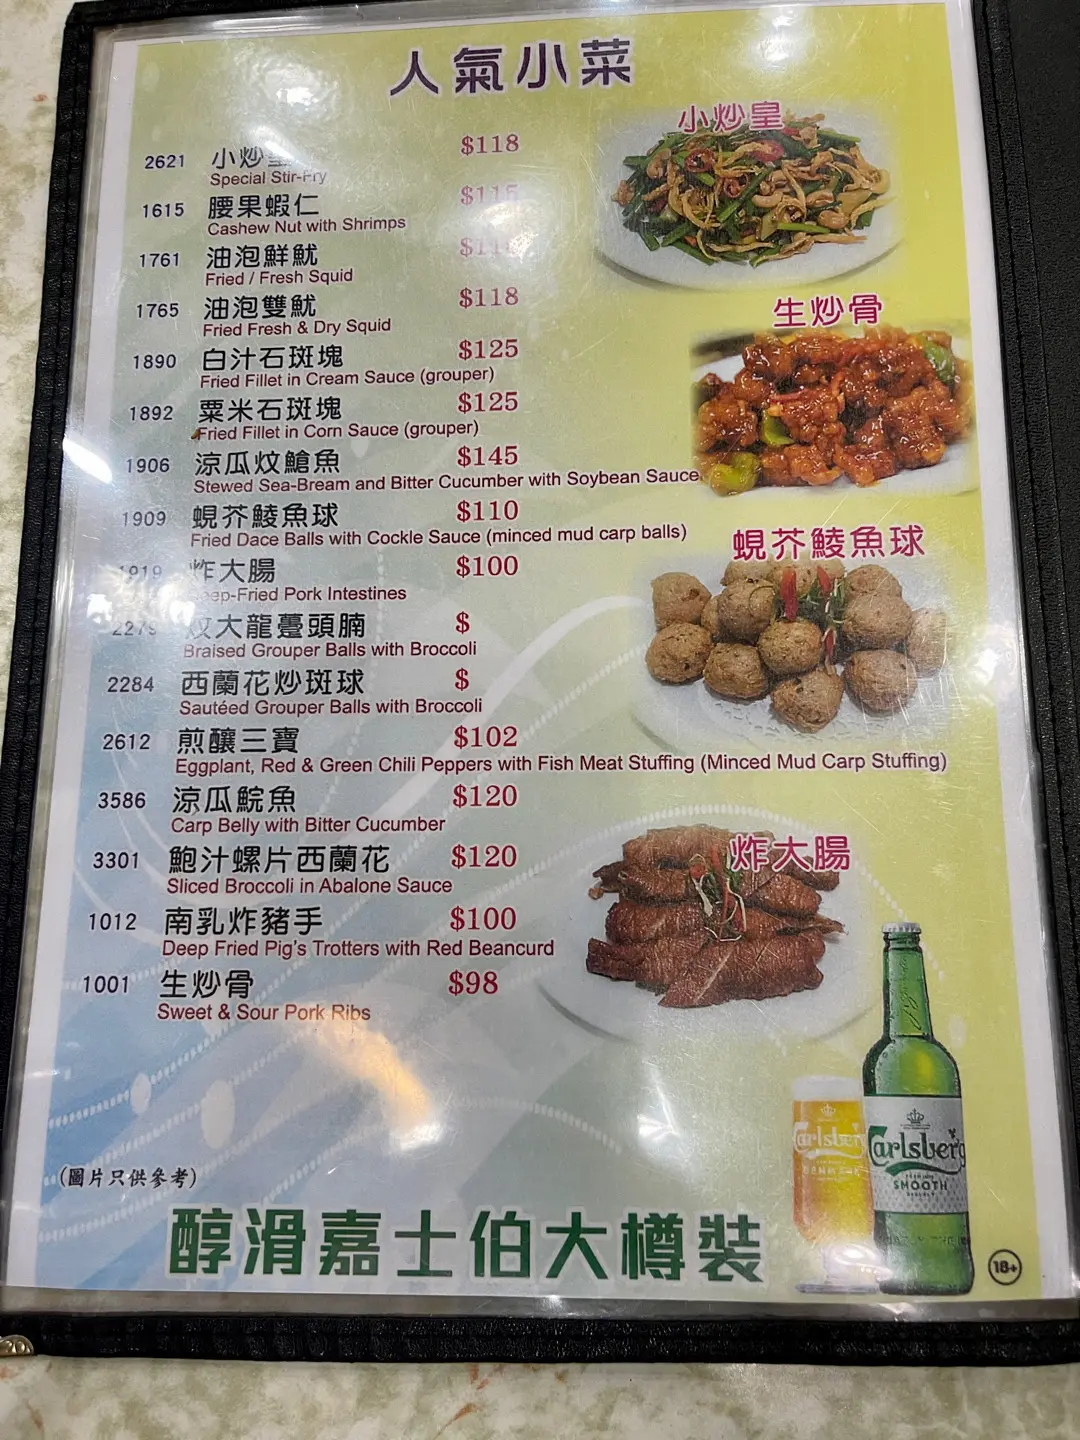 人氣小菜
小炒皇
2621 小炒皇 $118
Special Stir-Fry
1615 腰果蝦仁
Cashew Nut with Shrimps
1761 油泡鮮魷
Fried / Fresh Squid
生炒骨
1765 油泡雙魷 $118
Fried Fresh & Dry Squid
1890 白汁石斑塊 $125
Fried Fillet in Cream Sauce (grouper)
1892 粟米石斑塊 $125
Fried Fillet in Corn Sauce (grouper)
1906 涼瓜炆鱠魚 $145
Stewed Sea-Bream and Bitter Cucumber with Soybean Sauce
1909 蜆芥鯪魚球 $110
Fried Dace Balls with Cockle Sauce (minced mud carp balls)
蜆芥鯪魚球
1919 炸大腸 $100
Deep-Fried Pork Intestines
2279 炆大龍躉頭腩 $
Braised Grouper Balls with Broccoli
2284 西蘭花炒斑球 $
Sautéed Grouper Balls with Broccoli
2612 煎釀三寶 $102
Eggplant, Red & Green Chili Peppers with Fish Meat Stuffing (Minced Mud Carp Stuffing)
3586 涼瓜鯇魚 $120
Carp Belly with Bitter Cucumber
炸大腸
3301 鮑汁螺片西蘭花 $120
Sliced Broccoli in Abalone Sauce
1012 南乳炸豬手 $100
Deep Fried Pig's Trotters with Red Beancurd
1001 生炒骨 $98
Sweet & Sour Pork Ribs
Carlsberg
Carlsberg
SMOOTH
(圖片只供參考)
醇滑嘉士伯大樽裝
18+